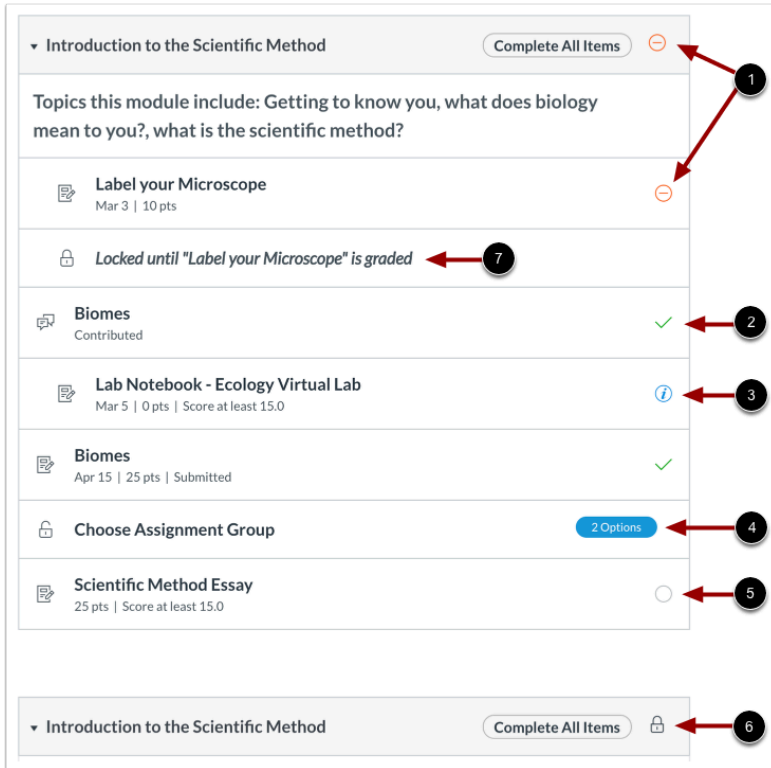 Introduction to the Scientific Method Complete All Items
1
Topics this module include: Getting to know you, what does biology
mean to you?, what is the scientific method?
Label your Microscope
Mar 3 | 10 pts
Locked until "Label your Microscope" is graded 7
Biomes
Contributed
2
Lab Notebook - Ecology Virtual Lab
Mar 5 | 0 pts | Score at least 15.0
i
3
Biomes
Apr 15 | 25 pts | Submitted
Choose Assignment Group 2 Options 4
Scientific Method Essay
25 pts | Score at least 15.0
5
Introduction to the Scientific Method Complete All Items 6